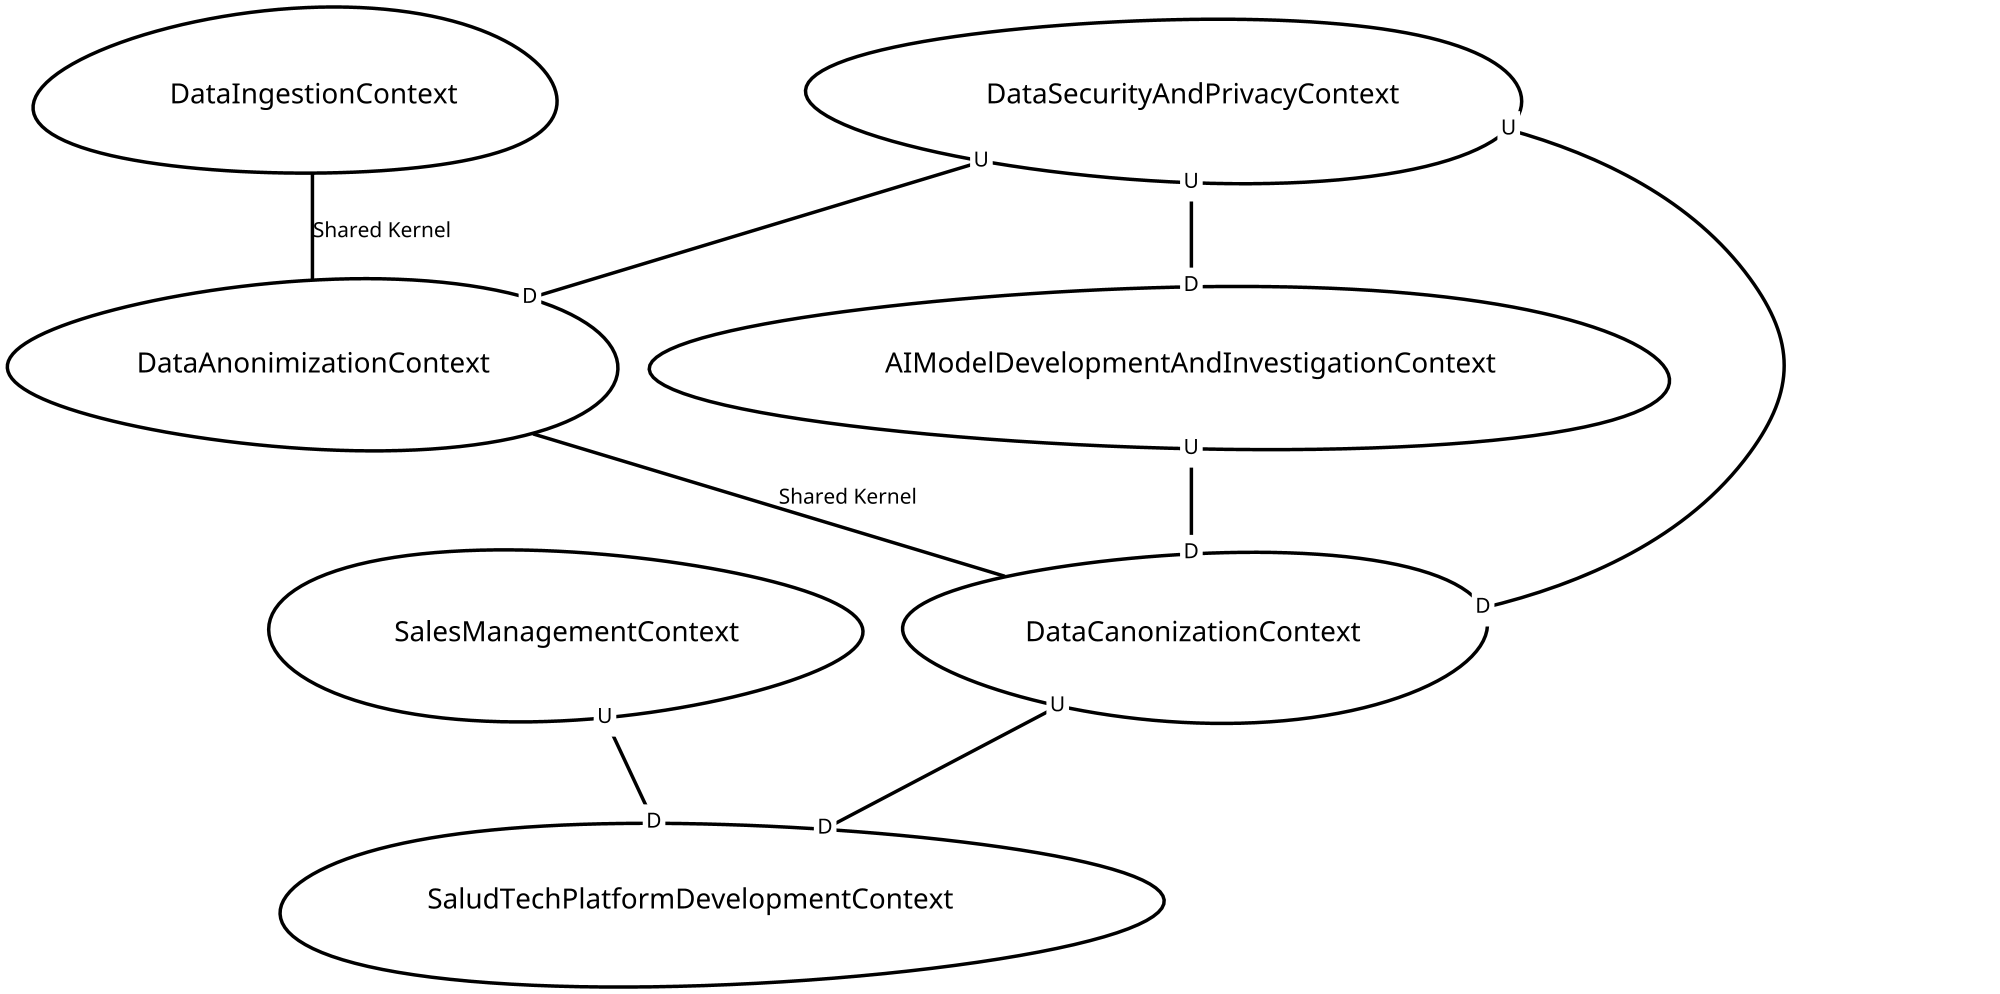 DataIngestionContext
DataSecurityAndPrivacyContext
U
U
U
Shared Kernel
D
D
DataAnonimizationContext
AIModelDevelopmentAndInvestigationContext
U
Shared Kernel
D
D
SalesManagementContext
DataCanonizationContext
U
U
D
D
SaludTechPlatformDevelopmentContext